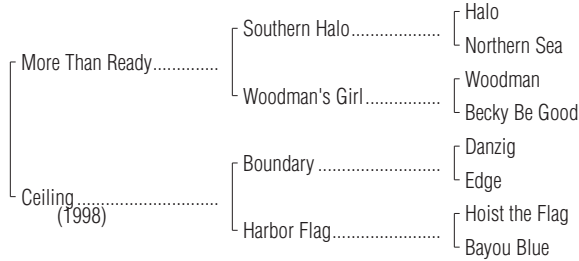 Halo
Southern Halo....................
Northern Sea
More Than Ready..............
Woodman
Woodman's Girl.................
Becky Be Good
Danzig
Boundary ...........................
Edge
Ceiling ................................
(1998)
Hoist the Flag
Harbor Flag........................
Bayou Blue